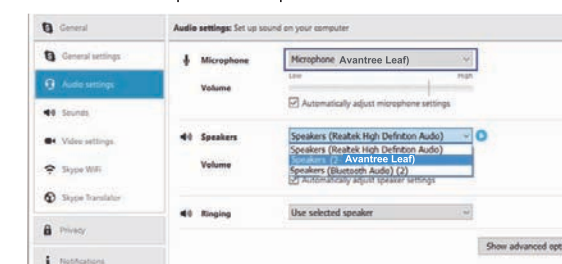 General
Audio settings: Set up sound on your computer
General settings
Audio settings
Sounds
Video settings
Skype WiFi
Skype Translator
Privacy
Notifications
Microphone
Microphone Avantree Leaf)
Volume
Low High
Automatically adjust microphone settings
Speakers
Speakers (Realtek High Definition Audio)
Speakers (Realtek High Definition Audio)
Speakers (2- Avantree Leaf)
Speakers (Bluetooth Audio) (2)
Volume
Automatically adjust speaker settings
Ringing
Use selected speaker
Show advanced opt